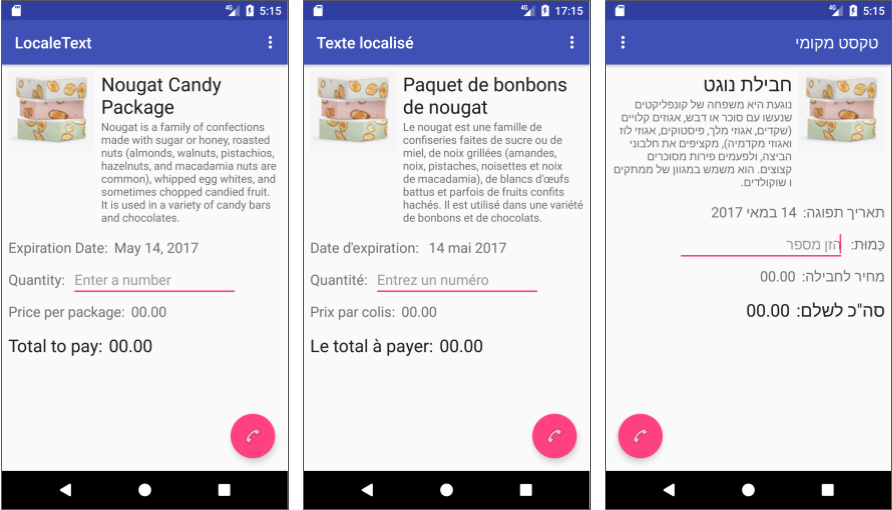 4G 5:15
LocaleText
Nougat Candy
Package
Nougat is a family of confections
made with sugar or honey, roasted
nuts (almonds, walnuts, pistachios,
hazelnuts, and macadamia nuts are
common), whipped egg whites, and
sometimes chopped candied fruit.
It is used in a variety of candy bars
and chocolates.
Expiration Date: May 14, 2017
Quantity: Enter a number
Price per package: 00.00
Total to pay: 00.00
4G 17:15
Texte localisé
Paquet de bonbons
de nougat
Le nougat est une famille de
confiseries faites de sucre ou de
miel, de noix grillées (amandes,
noix, pistaches, noisettes et noix
de macadamia), de blancs d'œufs
battus et parfois de fruits confits
hachés. Il est utilisé dans une variété
de bonbons et de chocolats.
Date d'expiration: 14 mai 2017
Quantité: Entrez un numéro
Prix par colis: 00.00
Le total à payer: 00.00
4G 5:15
טקסט מקומי
חבילת נוגט
נוגעת היא משפחה של קונפליקטים
שנעשו עם סוכר או דבש, אגוזים קלויים
(שקדים, אגוזי מלך, פיסטוקים, אגוזי לוז
ואגוזי מקדמיה), מקציפים את חלבוני
הביצה, ולפעמים פירות מסוכרים
קצוצים. הוא משמש במגוון של ממתקים
ו שוקולדים.
תאריך תפוגה: 14 במאי 2017
כַּמוּת: הזן מספר
מחיר לחבילה: 00.00
סה"כ לשלם: 00.00